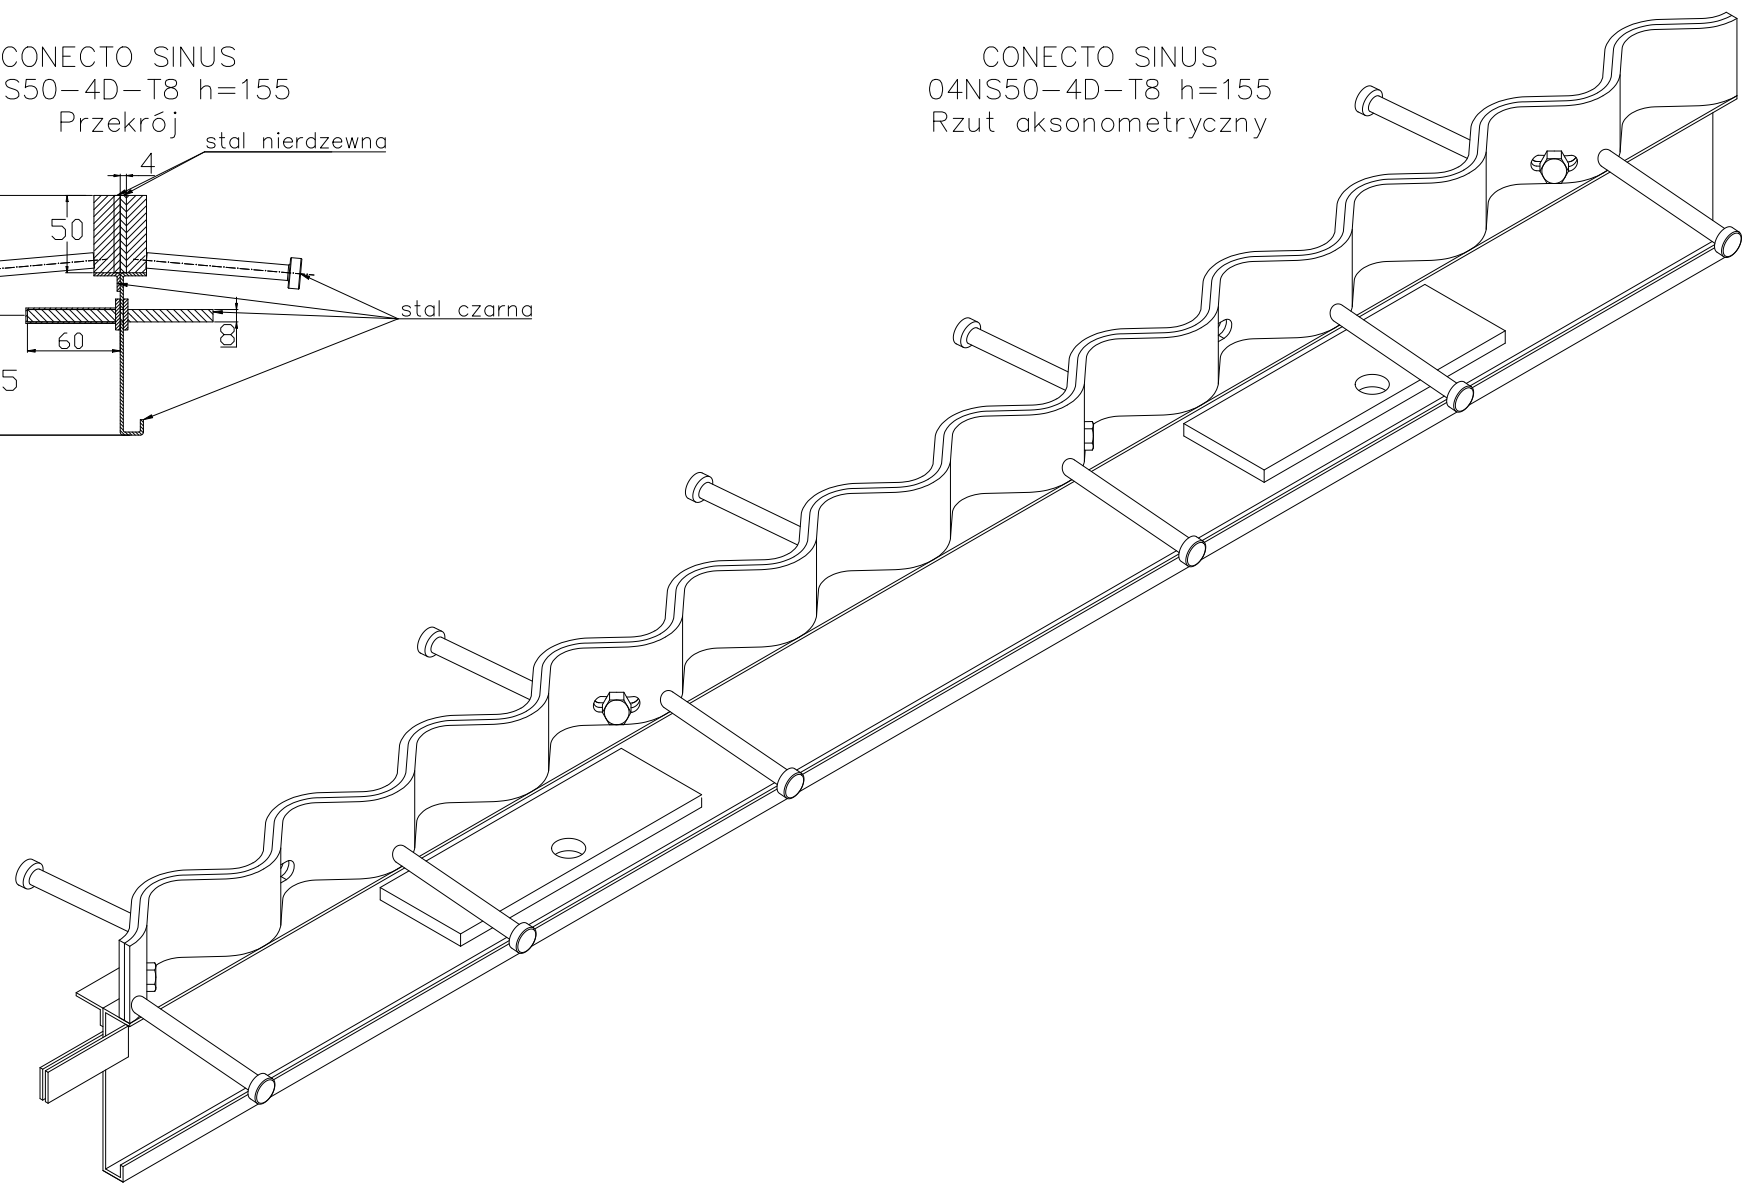 CONECTO SINUS
S50-4D-T8 h=155
Przekrój
stal nierdzewna
4
50
stal czarna
60
8
5
CONECTO SINUS
04NS50-4D-T8 h=155
Rzut aksonometryczny